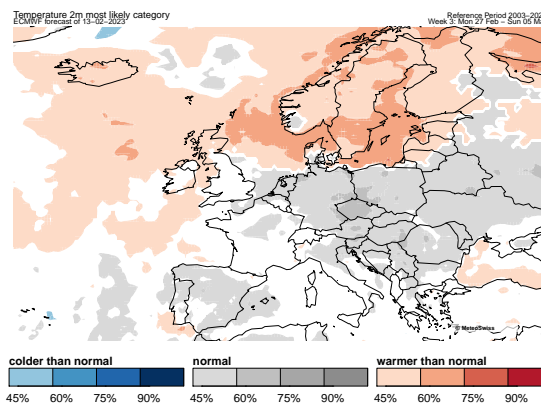 Temperature 2m most likely category
ECMWF forecast of 13-02-2023
Reference Period 2003-202
Week 3: Mon 27 Feb - Sun 05 M
© MeteoSwiss
colder than normal
normal
warmer than normal
45% 60% 75% 90%
45% 60% 75% 90%
45% 60% 75% 90%